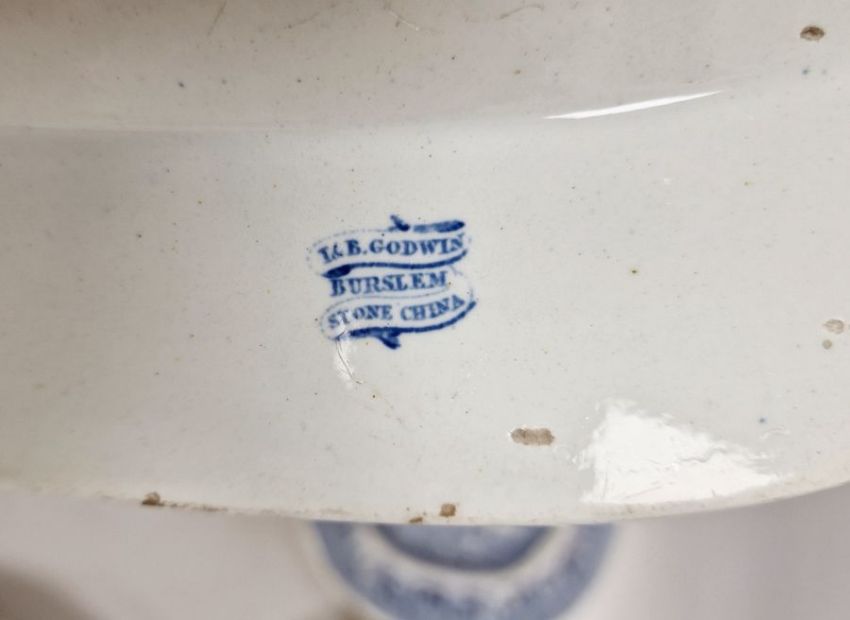 I & B. GODWIN
BURSLEM
STONE CHINA